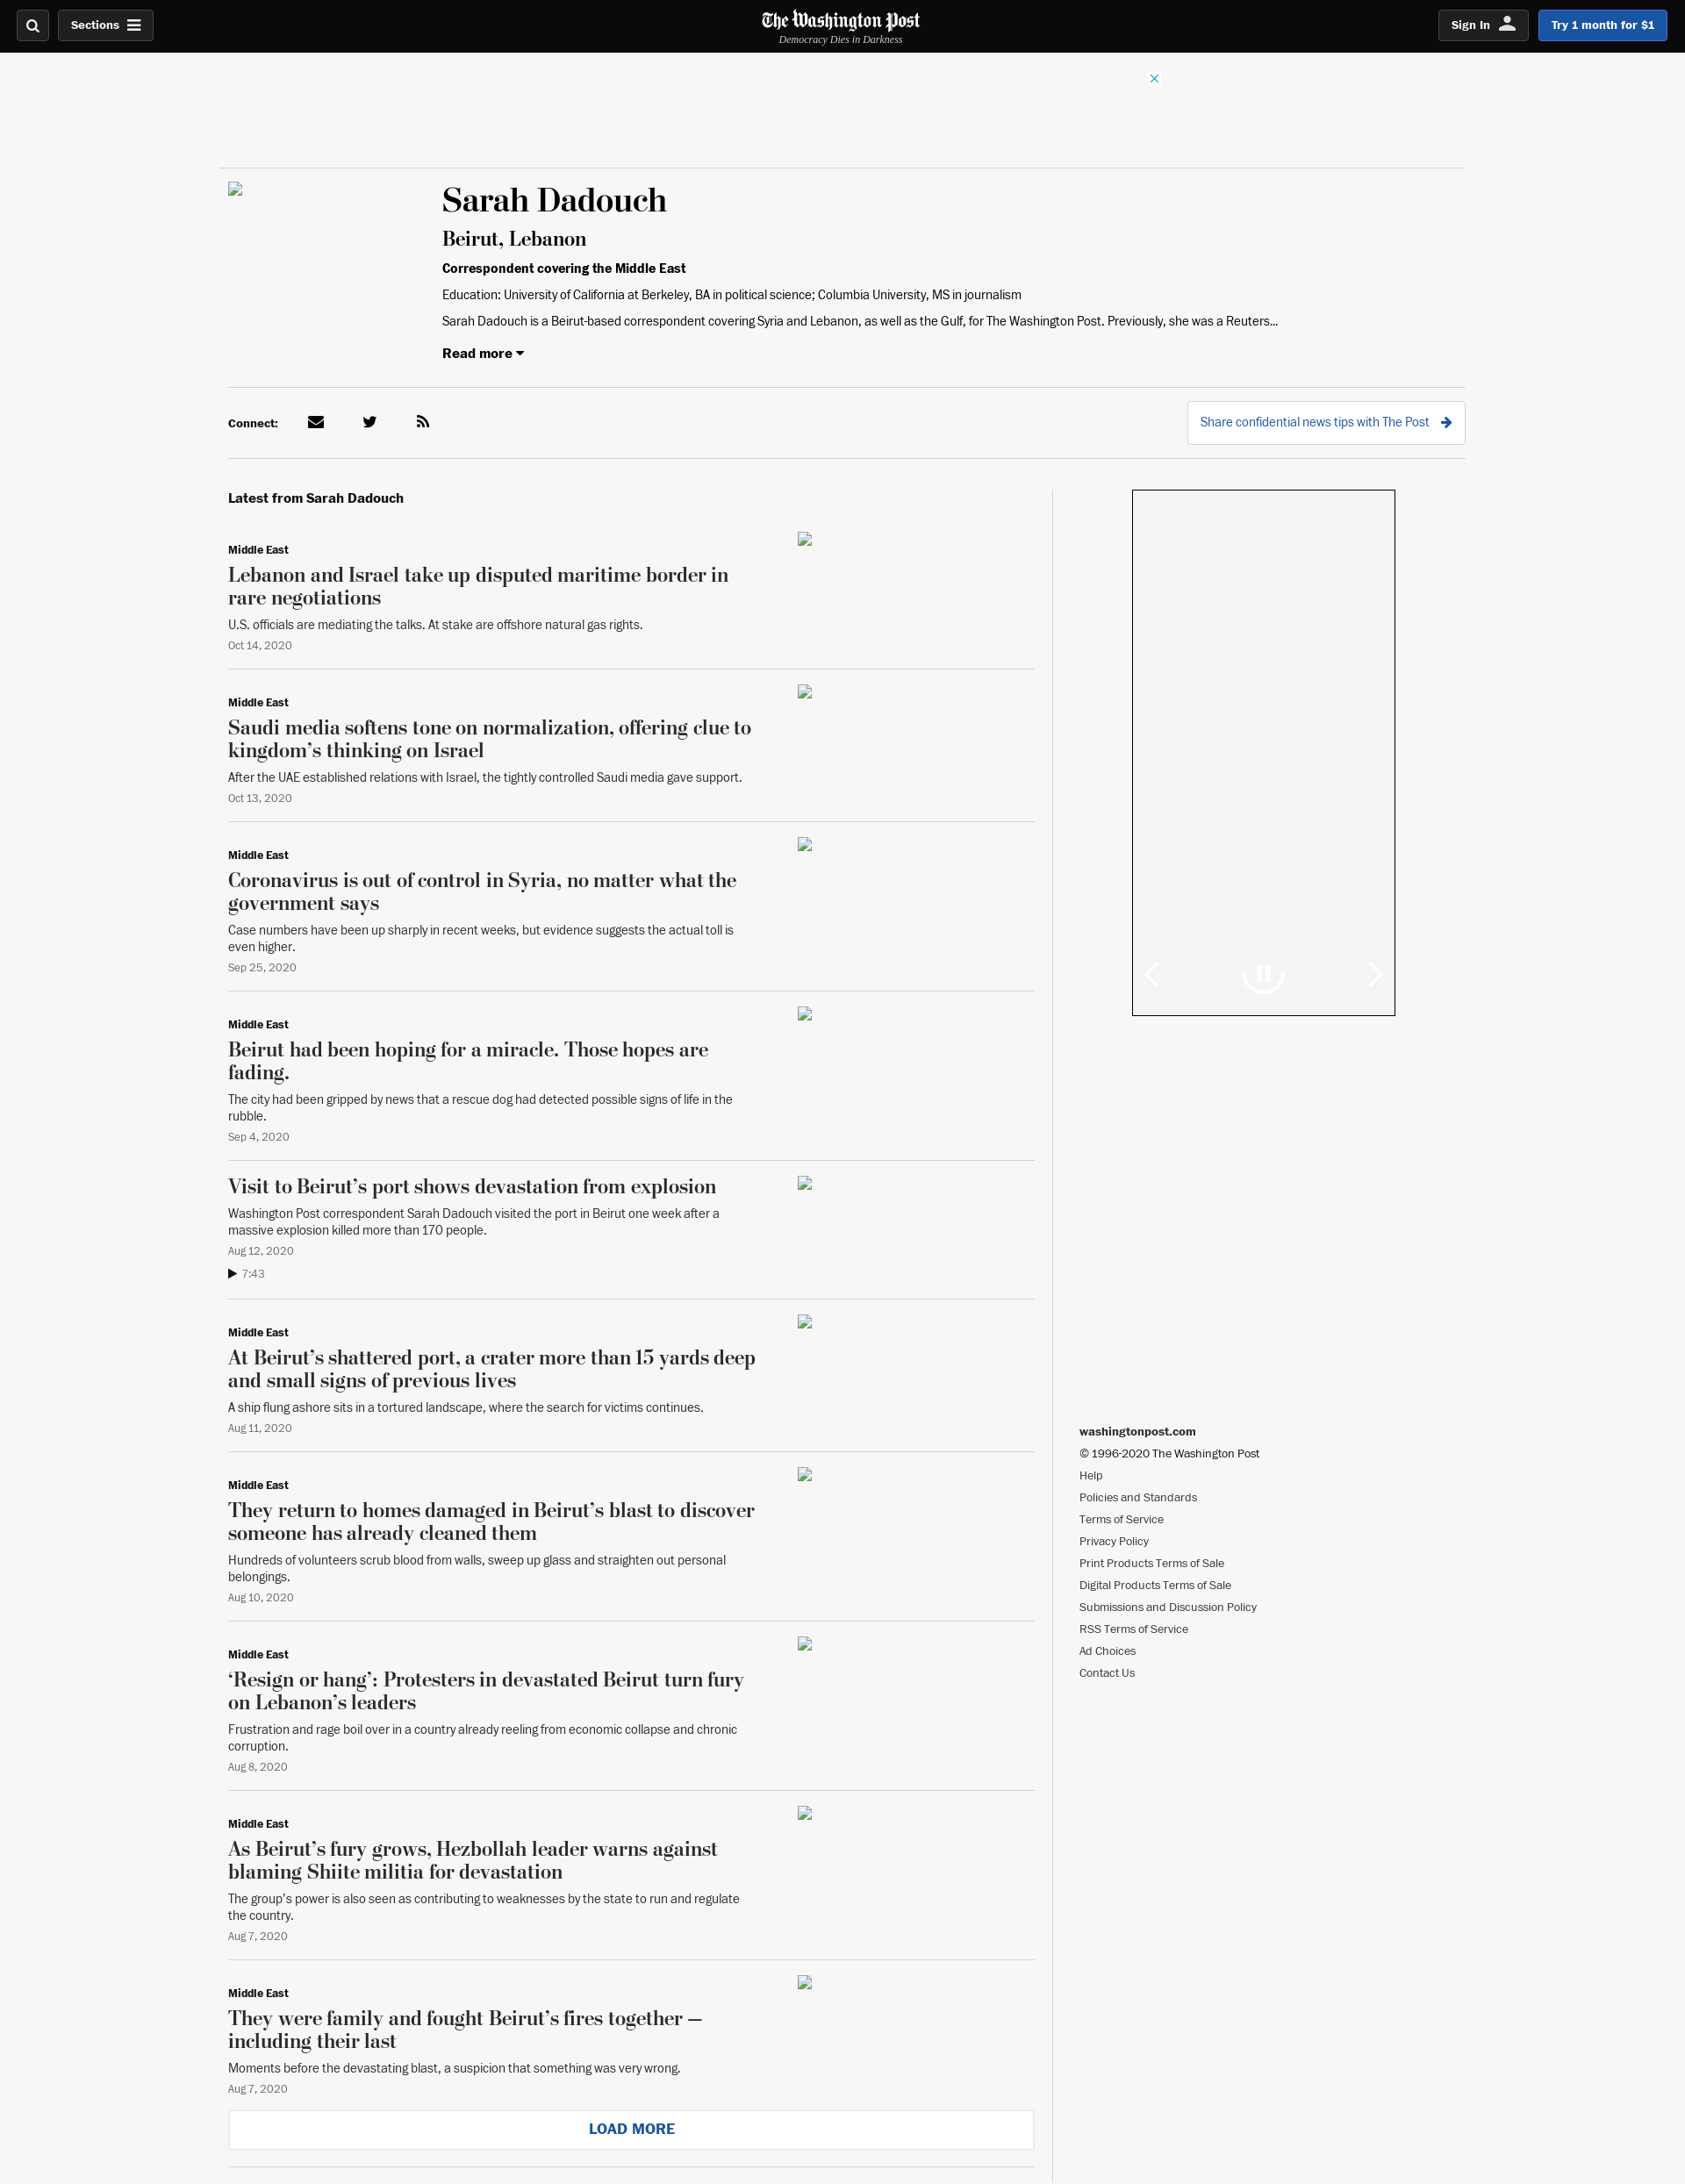 Sections
The Washington Post
Democracy Dies in Darkness
Sign In
Try 1 month for $1
Sarah Dadouch
Beirut, Lebanon
Correspondent covering the Middle East
Education: University of California at Berkeley, BA in political science; Columbia University, MS in journalism
Sarah Dadouch is a Beirut-based correspondent covering Syria and Lebanon, as well as the Gulf, for The Washington Post. Previously, she was a Reuters...
Read more
Connect:
Share confidential news tips with The Post
Latest from Sarah Dadouch
Middle East
Lebanon and Israel take up disputed maritime border in
rare negotiations
U.S. officials are mediating the talks. At stake are offshore natural gas rights.
Oct 14, 2020
Middle East
Saudi media softens tone on normalization, offering clue to
kingdom’s thinking on Israel
After the UAE established relations with Israel, the tightly controlled Saudi media gave support.
Oct 13, 2020
Middle East
Coronavirus is out of control in Syria, no matter what the
government says
Case numbers have been up sharply in recent weeks, but evidence suggests the actual toll is
even higher.
Sep 25, 2020
Middle East
Beirut had been hoping for a miracle. Those hopes are
fading.
The city had been gripped by news that a rescue dog had detected possible signs of life in the
rubble.
Sep 4, 2020
Visit to Beirut’s port shows devastation from explosion
Washington Post correspondent Sarah Dadouch visited the port in Beirut one week after a
massive explosion killed more than 170 people.
Aug 12, 2020
7:43
Middle East
At Beirut’s shattered port, a crater more than 15 yards deep
and small signs of previous lives
A ship flung ashore sits in a tortured landscape, where the search for victims continues.
Aug 11, 2020
Middle East
They return to homes damaged in Beirut’s blast to discover
someone has already cleaned them
Hundreds of volunteers scrub blood from walls, sweep up glass and straighten out personal
belongings.
Aug 10, 2020
Middle East
‘Resign or hang’: Protesters in devastated Beirut turn fury
on Lebanon’s leaders
Frustration and rage boil over in a country already reeling from economic collapse and chronic
corruption.
Aug 8, 2020
Middle East
As Beirut’s fury grows, Hezbollah leader warns against
blaming Shiite militia for devastation
The group’s power is also seen as contributing to weaknesses by the state to run and regulate
the country.
Aug 7, 2020
Middle East
They were family and fought Beirut’s fires together —
including their last
Moments before the devastating blast, a suspicion that something was very wrong.
Aug 7, 2020
LOAD MORE
washingtonpost.com
© 1996-2020 The Washington Post
Help
Policies and Standards
Terms of Service
Privacy Policy
Print Products Terms of Sale
Digital Products Terms of Sale
Submissions and Discussion Policy
RSS Terms of Service
Ad Choices
Contact Us